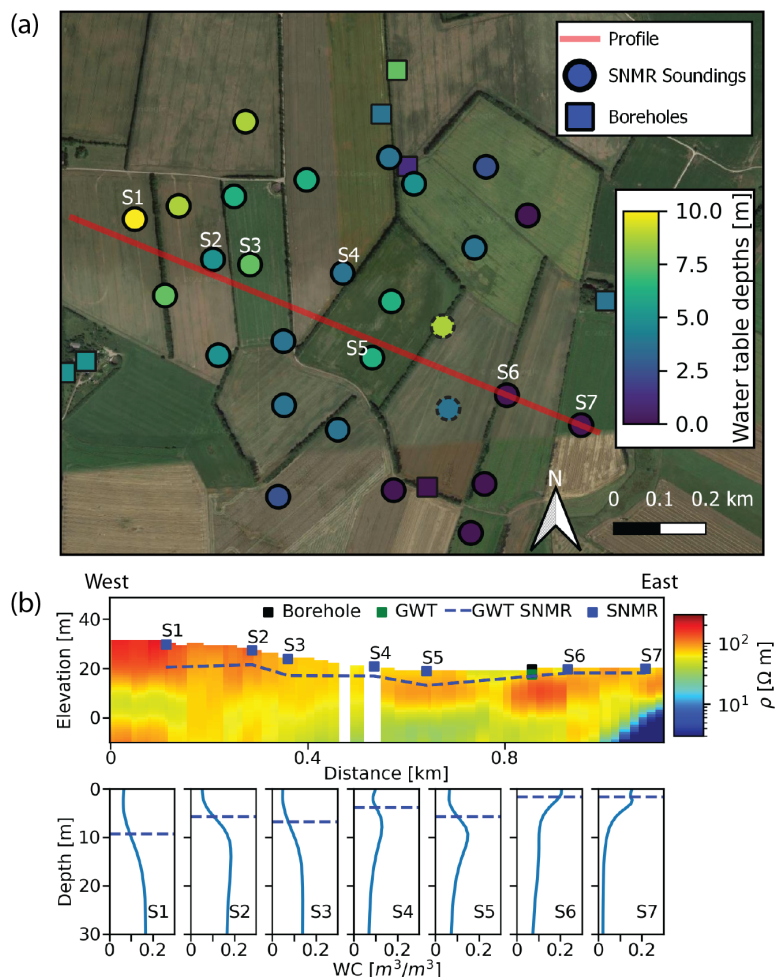 (a)
Profile
SNMR Soundings
Boreholes
S1
S2
S3
S4
S5
S6
S7
10.0
7.5
5.0
2.5
0.0
Water table depths [m]
N
0 0.1 0.2 km
West East
(b)
Borehole GWT GWT SNMR SNMR
40
20
0
Elevation [m]
S1 S2 S3 S4 S5 S6 S7
10²
10¹
ρ [Ω m]
0 0.4 0.8
Distance [km]
0
10
20
30
Depth [m]
S1 S2 S3 S4 S5 S6 S7
0 0.2 0 0.2 0 0.2 0 0.2 0 0.2 0 0.2 0 0.2
WC [m³/m³]